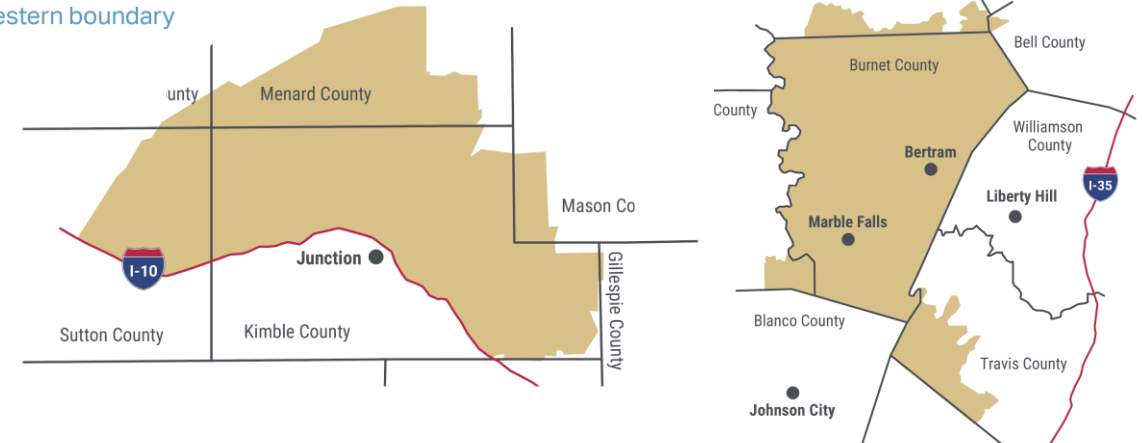 estern boundary
unty
Menard County
Mason Co
Junction
I-10
Gillespie County
Sutton County
Kimble County
Bell County
Burnet County
County
Williamson
County
Bertram
I-35
Liberty Hill
Marble Falls
Blanco County
Travis County
Johnson City